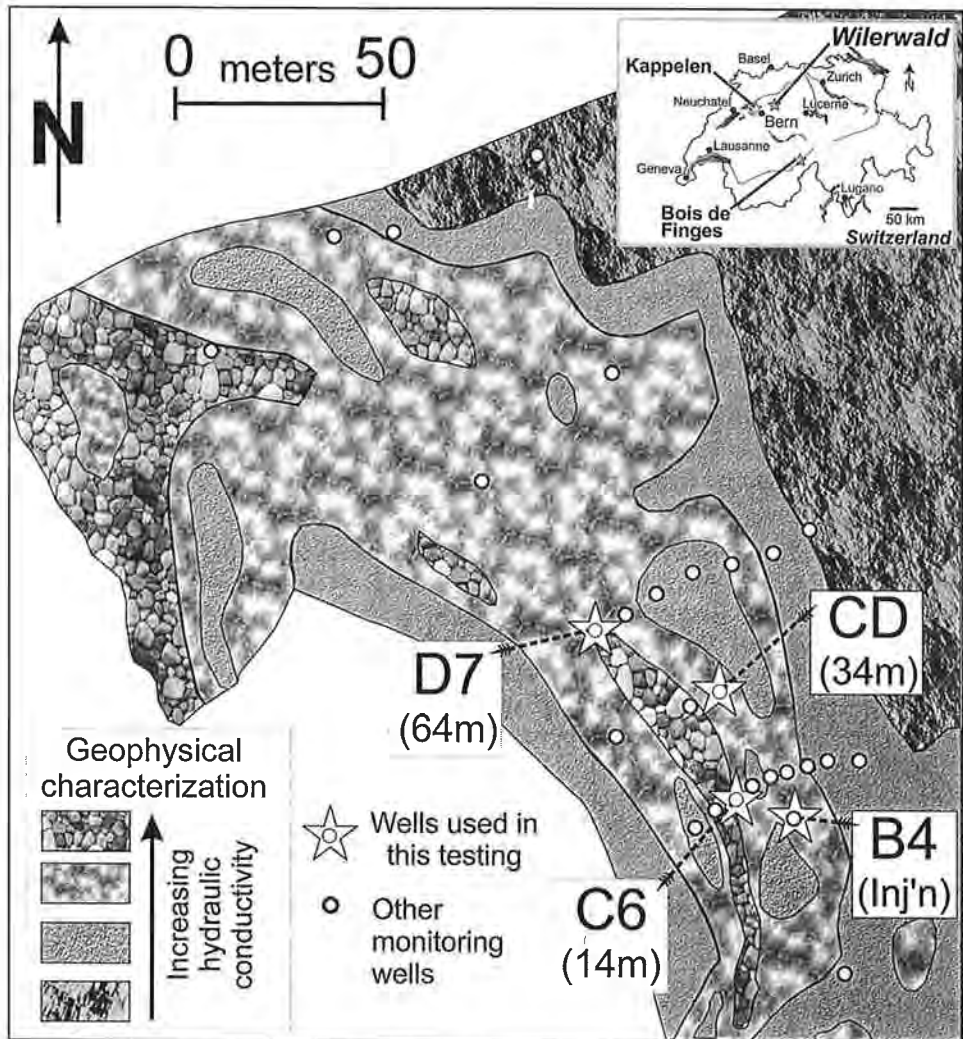 0 meters 50
N
Wilerwald
Kappelen
Basel
Zurich
N
Neuchatel
Lucerne
Bern
Lausanne
Geneva
Lugano
Bois de
Finges
50 km
Switzerland
CD
(34m)
D7
(64m)
B4
(Inj'n)
C6
(14m)
Geophysical
characterization
Increasing
hydraulic
conductivity
Wells used in
this testing
Other
monitoring
wells